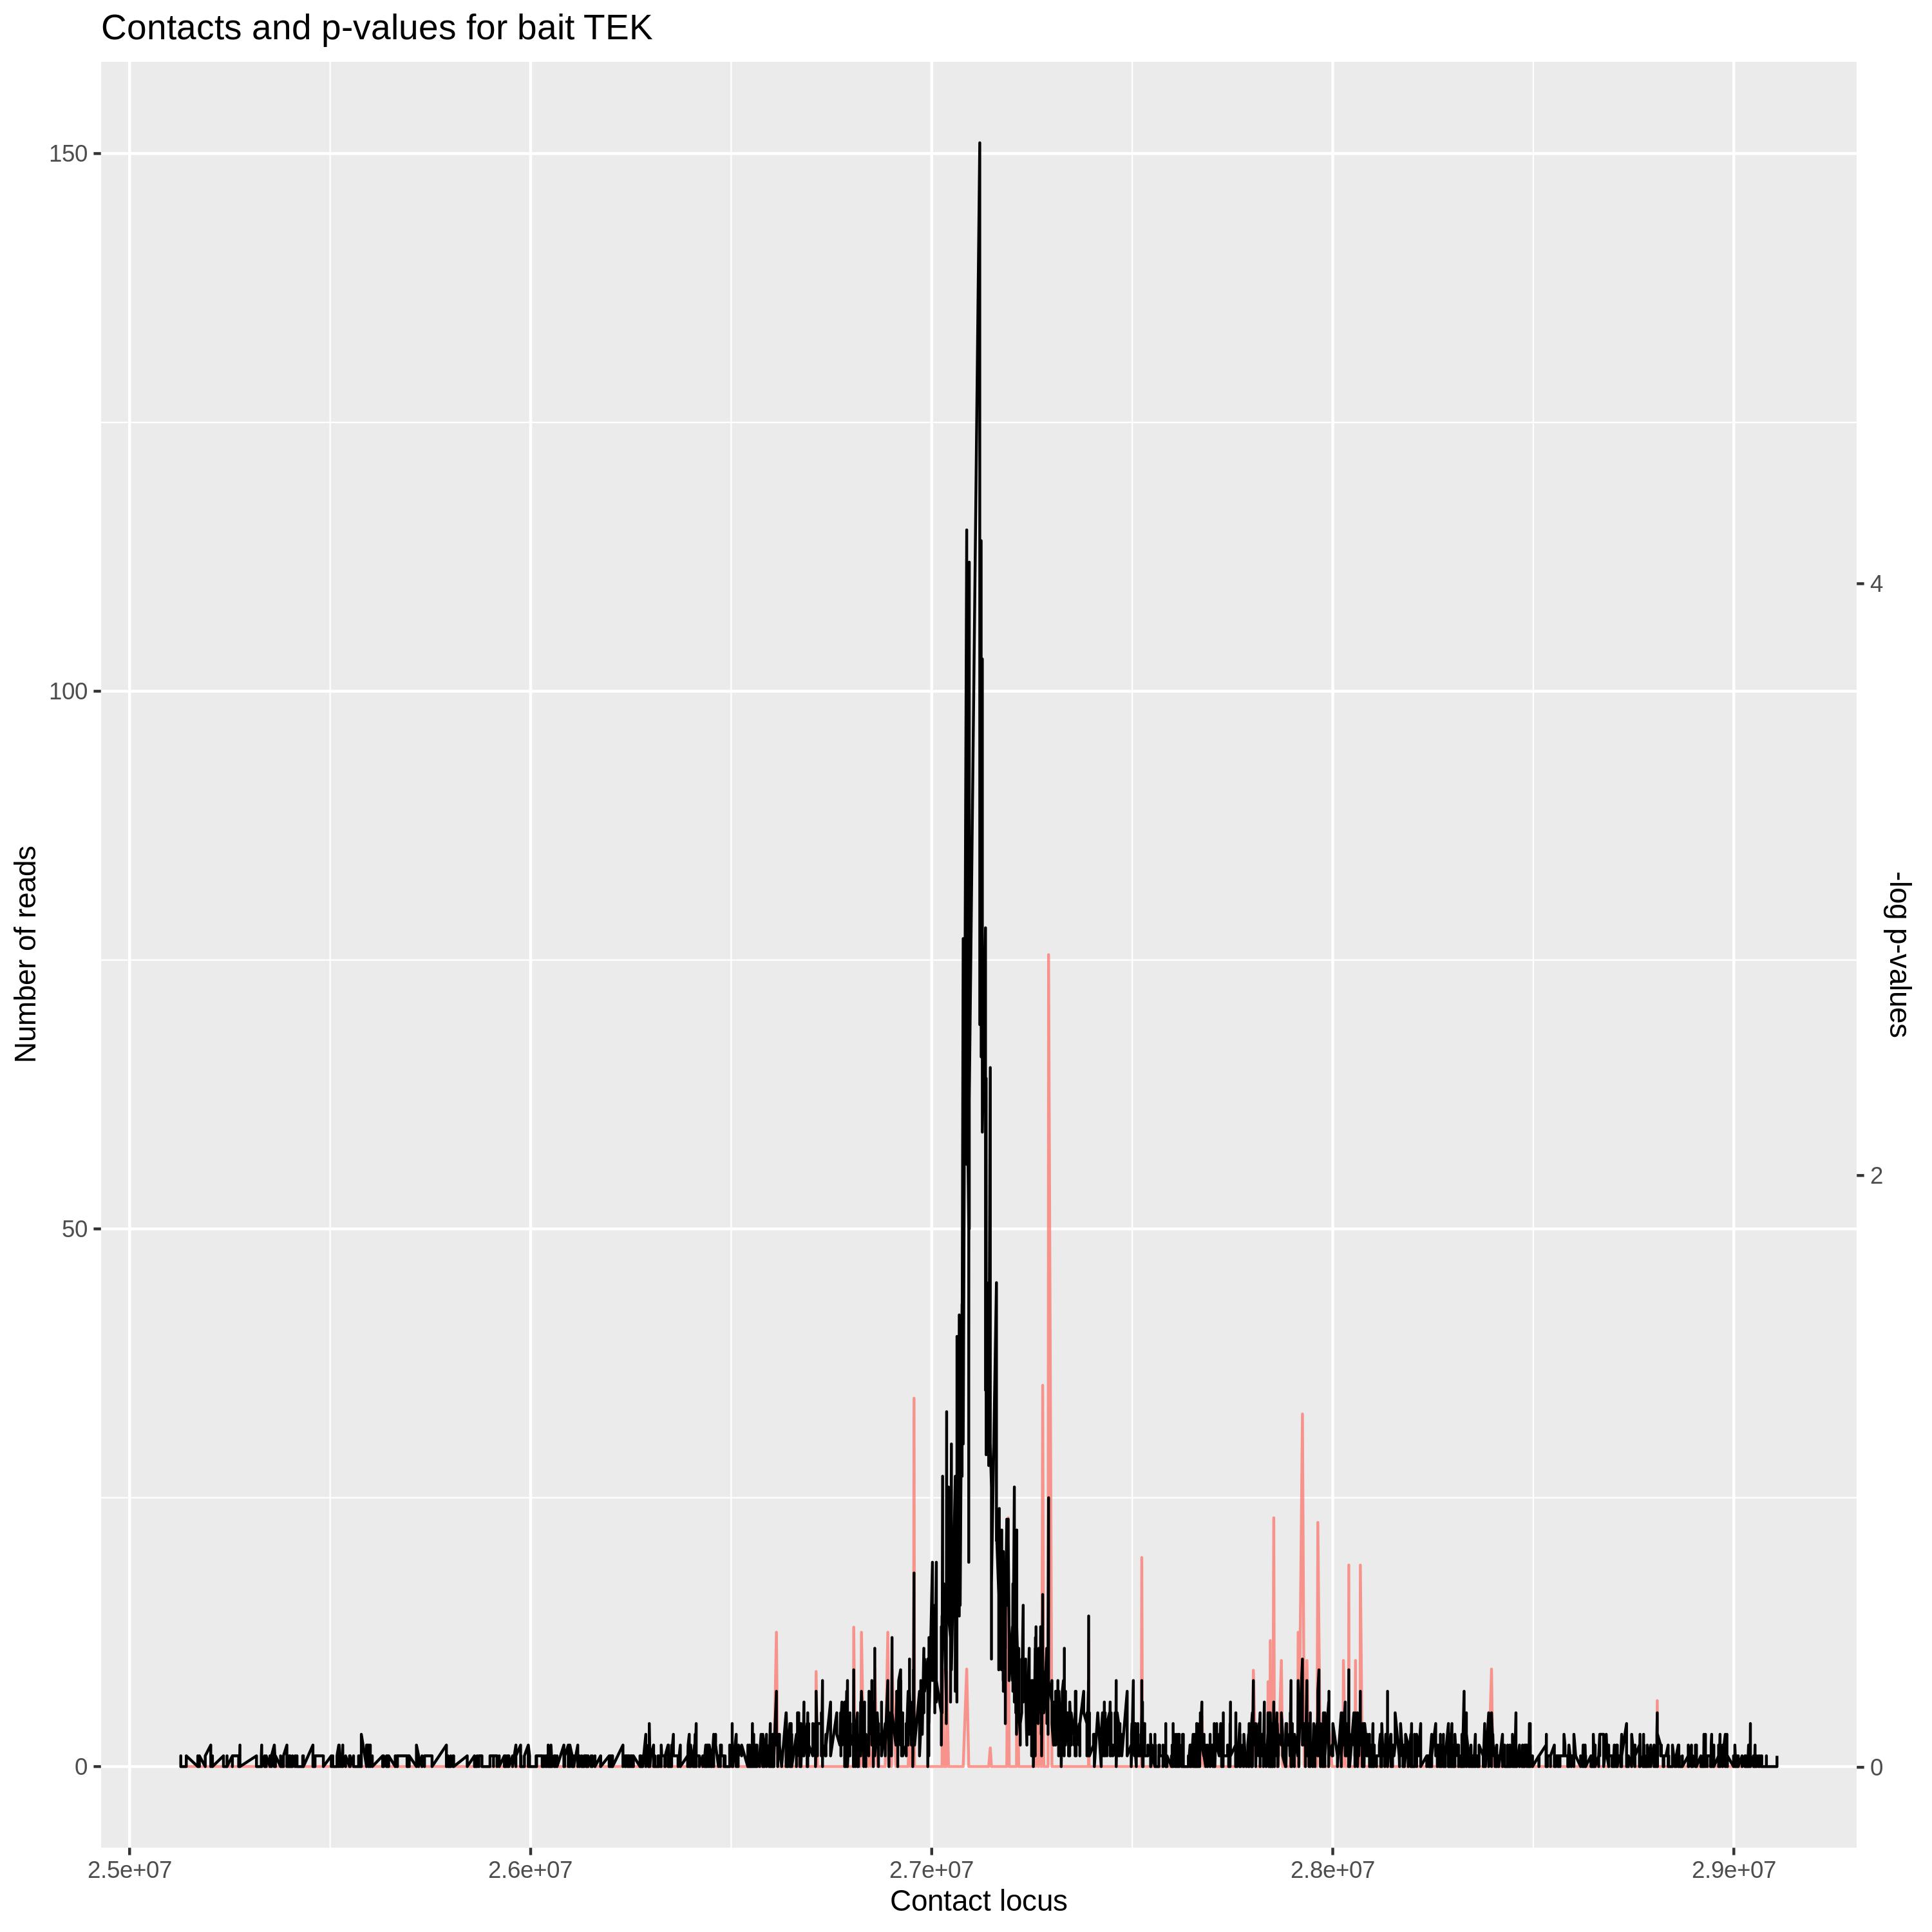 Contacts and p-values for bait TEK
150
100
50
0
Number of reads
4
2
0
-log p-values
2.5e+07
2.6e+07
2.7e+07
2.8e+07
2.9e+07
Contact locus